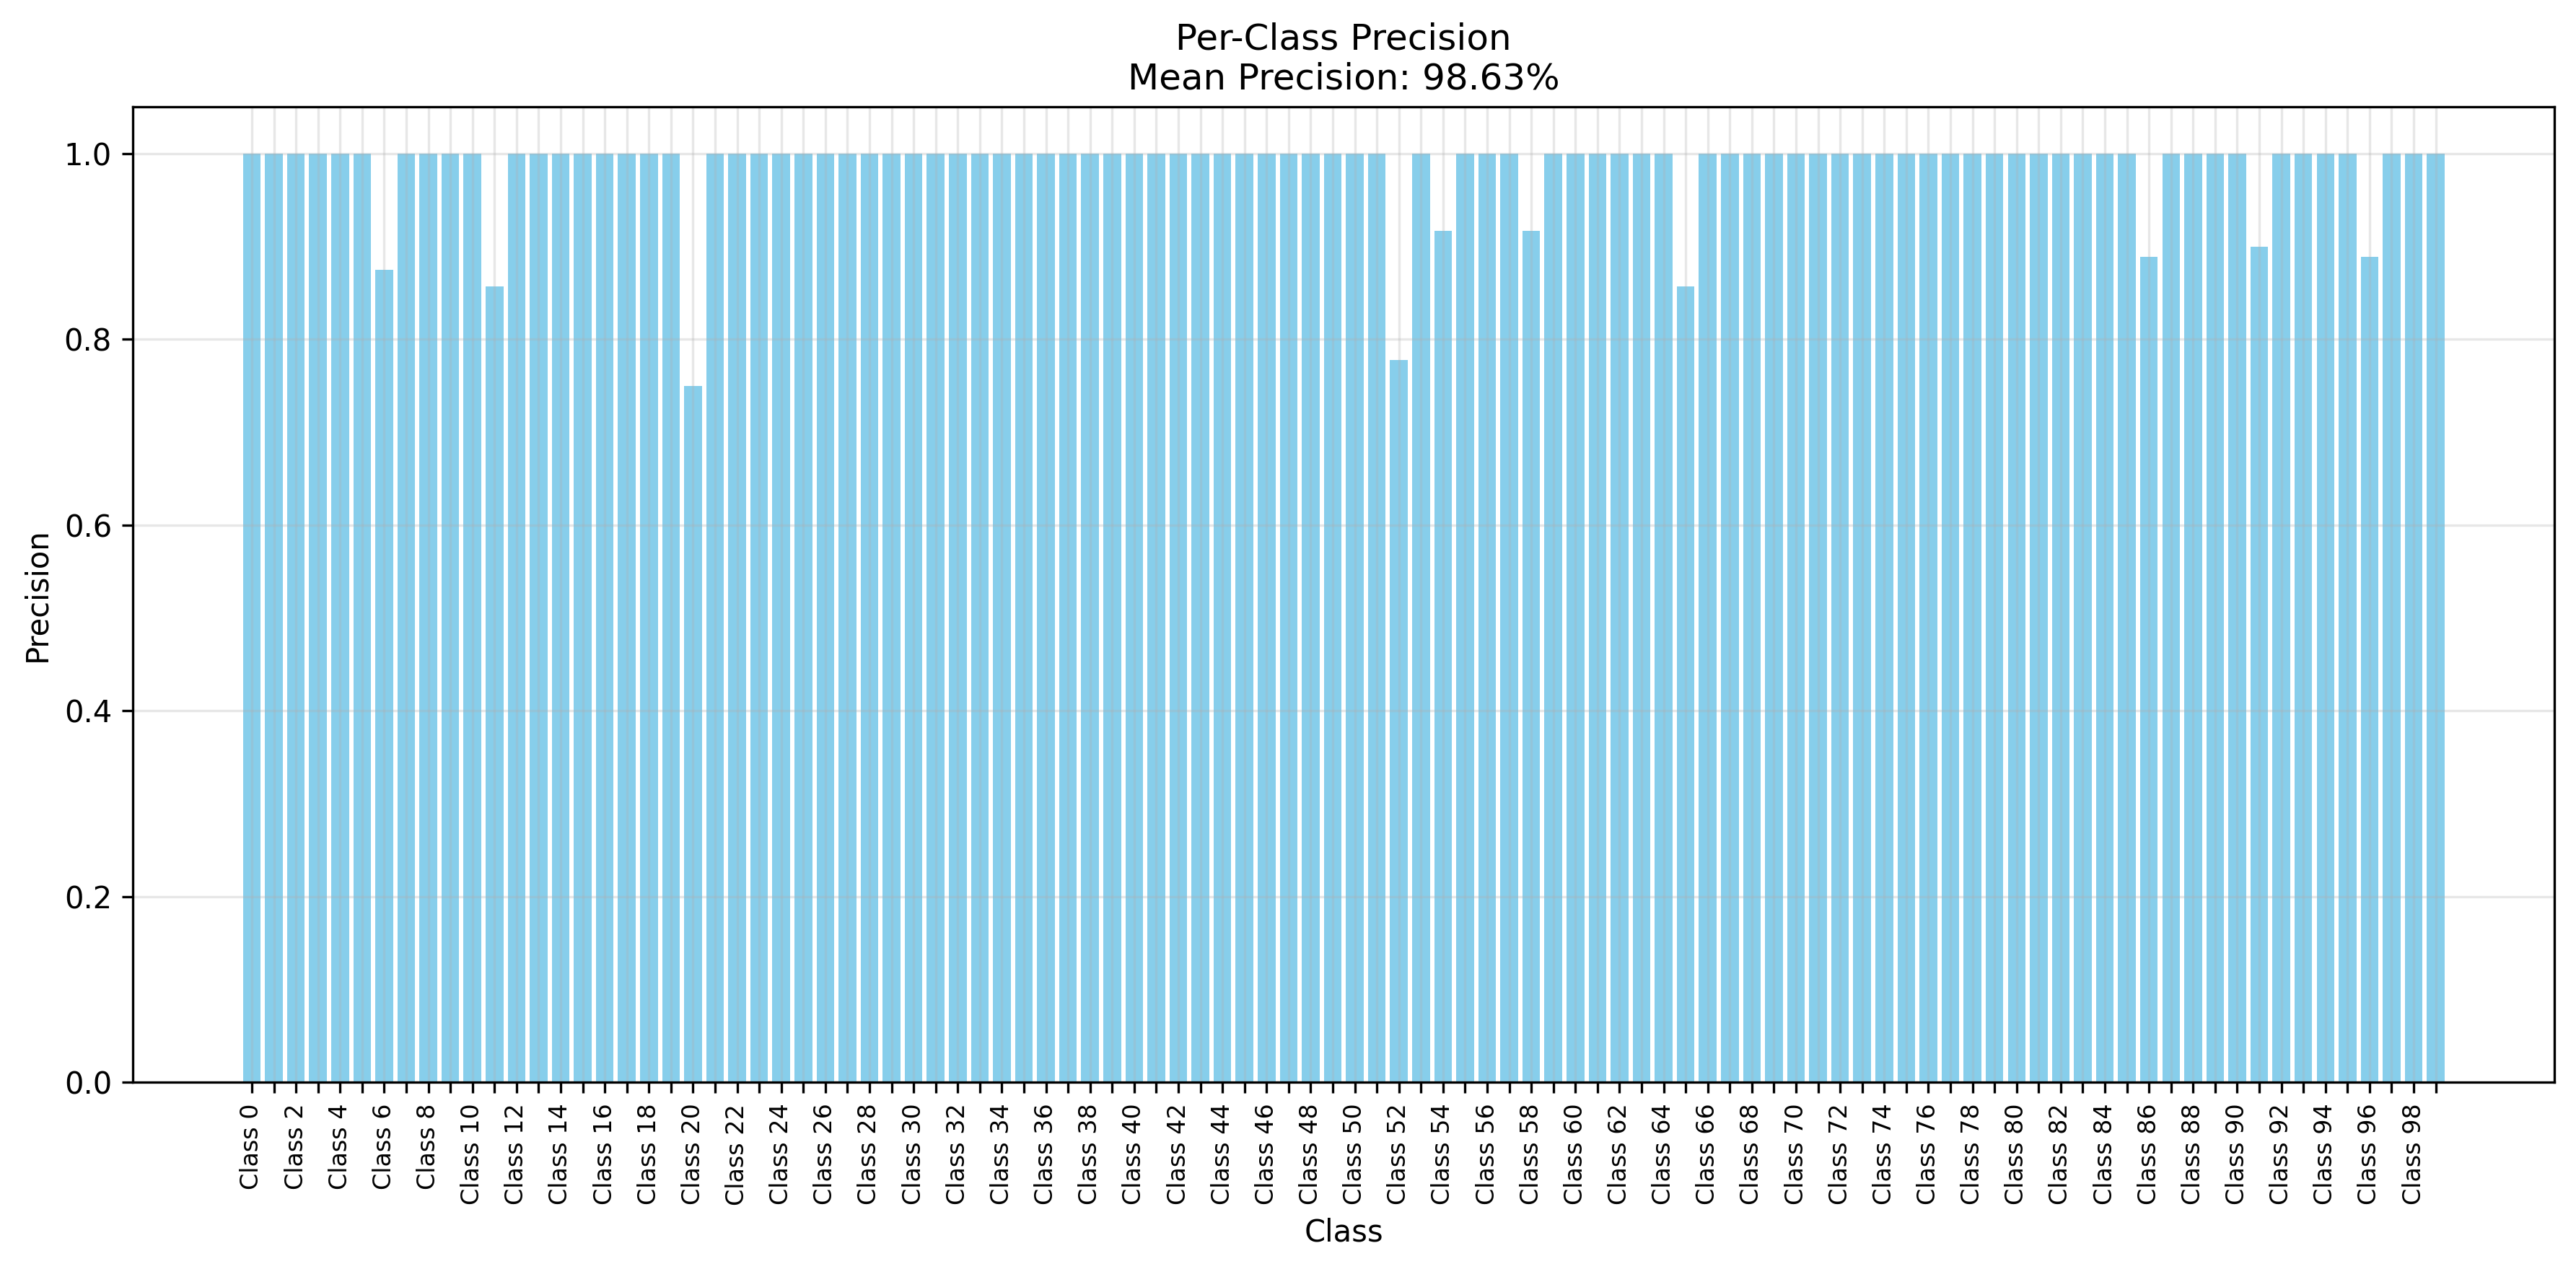 Per-Class Precision
Mean Precision: 98.63%
Precision
1.0
0.8
0.6
0.4
0.2
0.0
Class 0
Class 2
Class 4
Class 6
Class 8
Class 10
Class 12
Class 14
Class 16
Class 18
Class 20
Class 22
Class 24
Class 26
Class 28
Class 30
Class 32
Class 34
Class 36
Class 38
Class 40
Class 42
Class 44
Class 46
Class 48
Class 50
Class 52
Class 54
Class 56
Class 58
Class 60
Class 62
Class 64
Class 66
Class 68
Class 70
Class 72
Class 74
Class 76
Class 78
Class 80
Class 82
Class 84
Class 86
Class 88
Class 90
Class 92
Class 94
Class 96
Class 98
Class